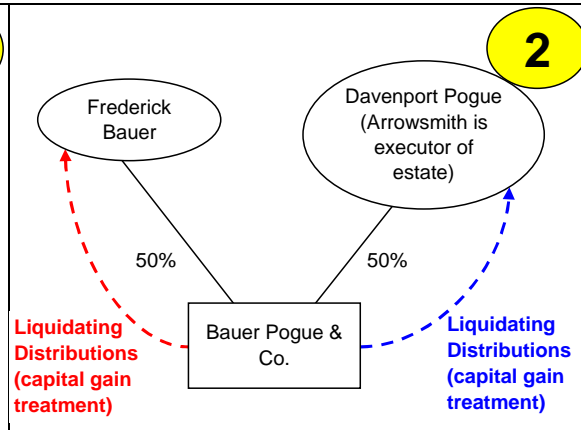 2
Frederick
Bauer
Davenport Pogue
(Arrowsmith is
executor of
estate)
50%
50%
Bauer Pogue &
Co.
Liquidating
Distributions
(capital gain
treatment)
Liquidating
Distributions
(capital gain
treatment)